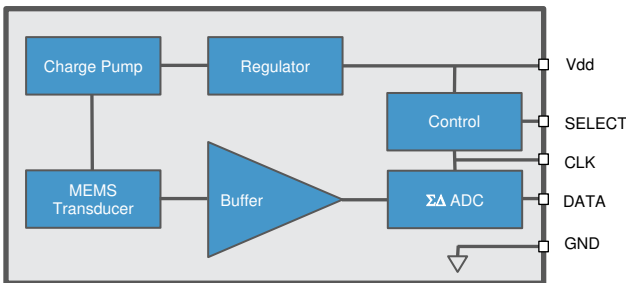 Charge Pump
Regulator
Vdd
Control
SELECT
CLK
MEMS
Transducer
Buffer
ΣΔ ADC
DATA
GND